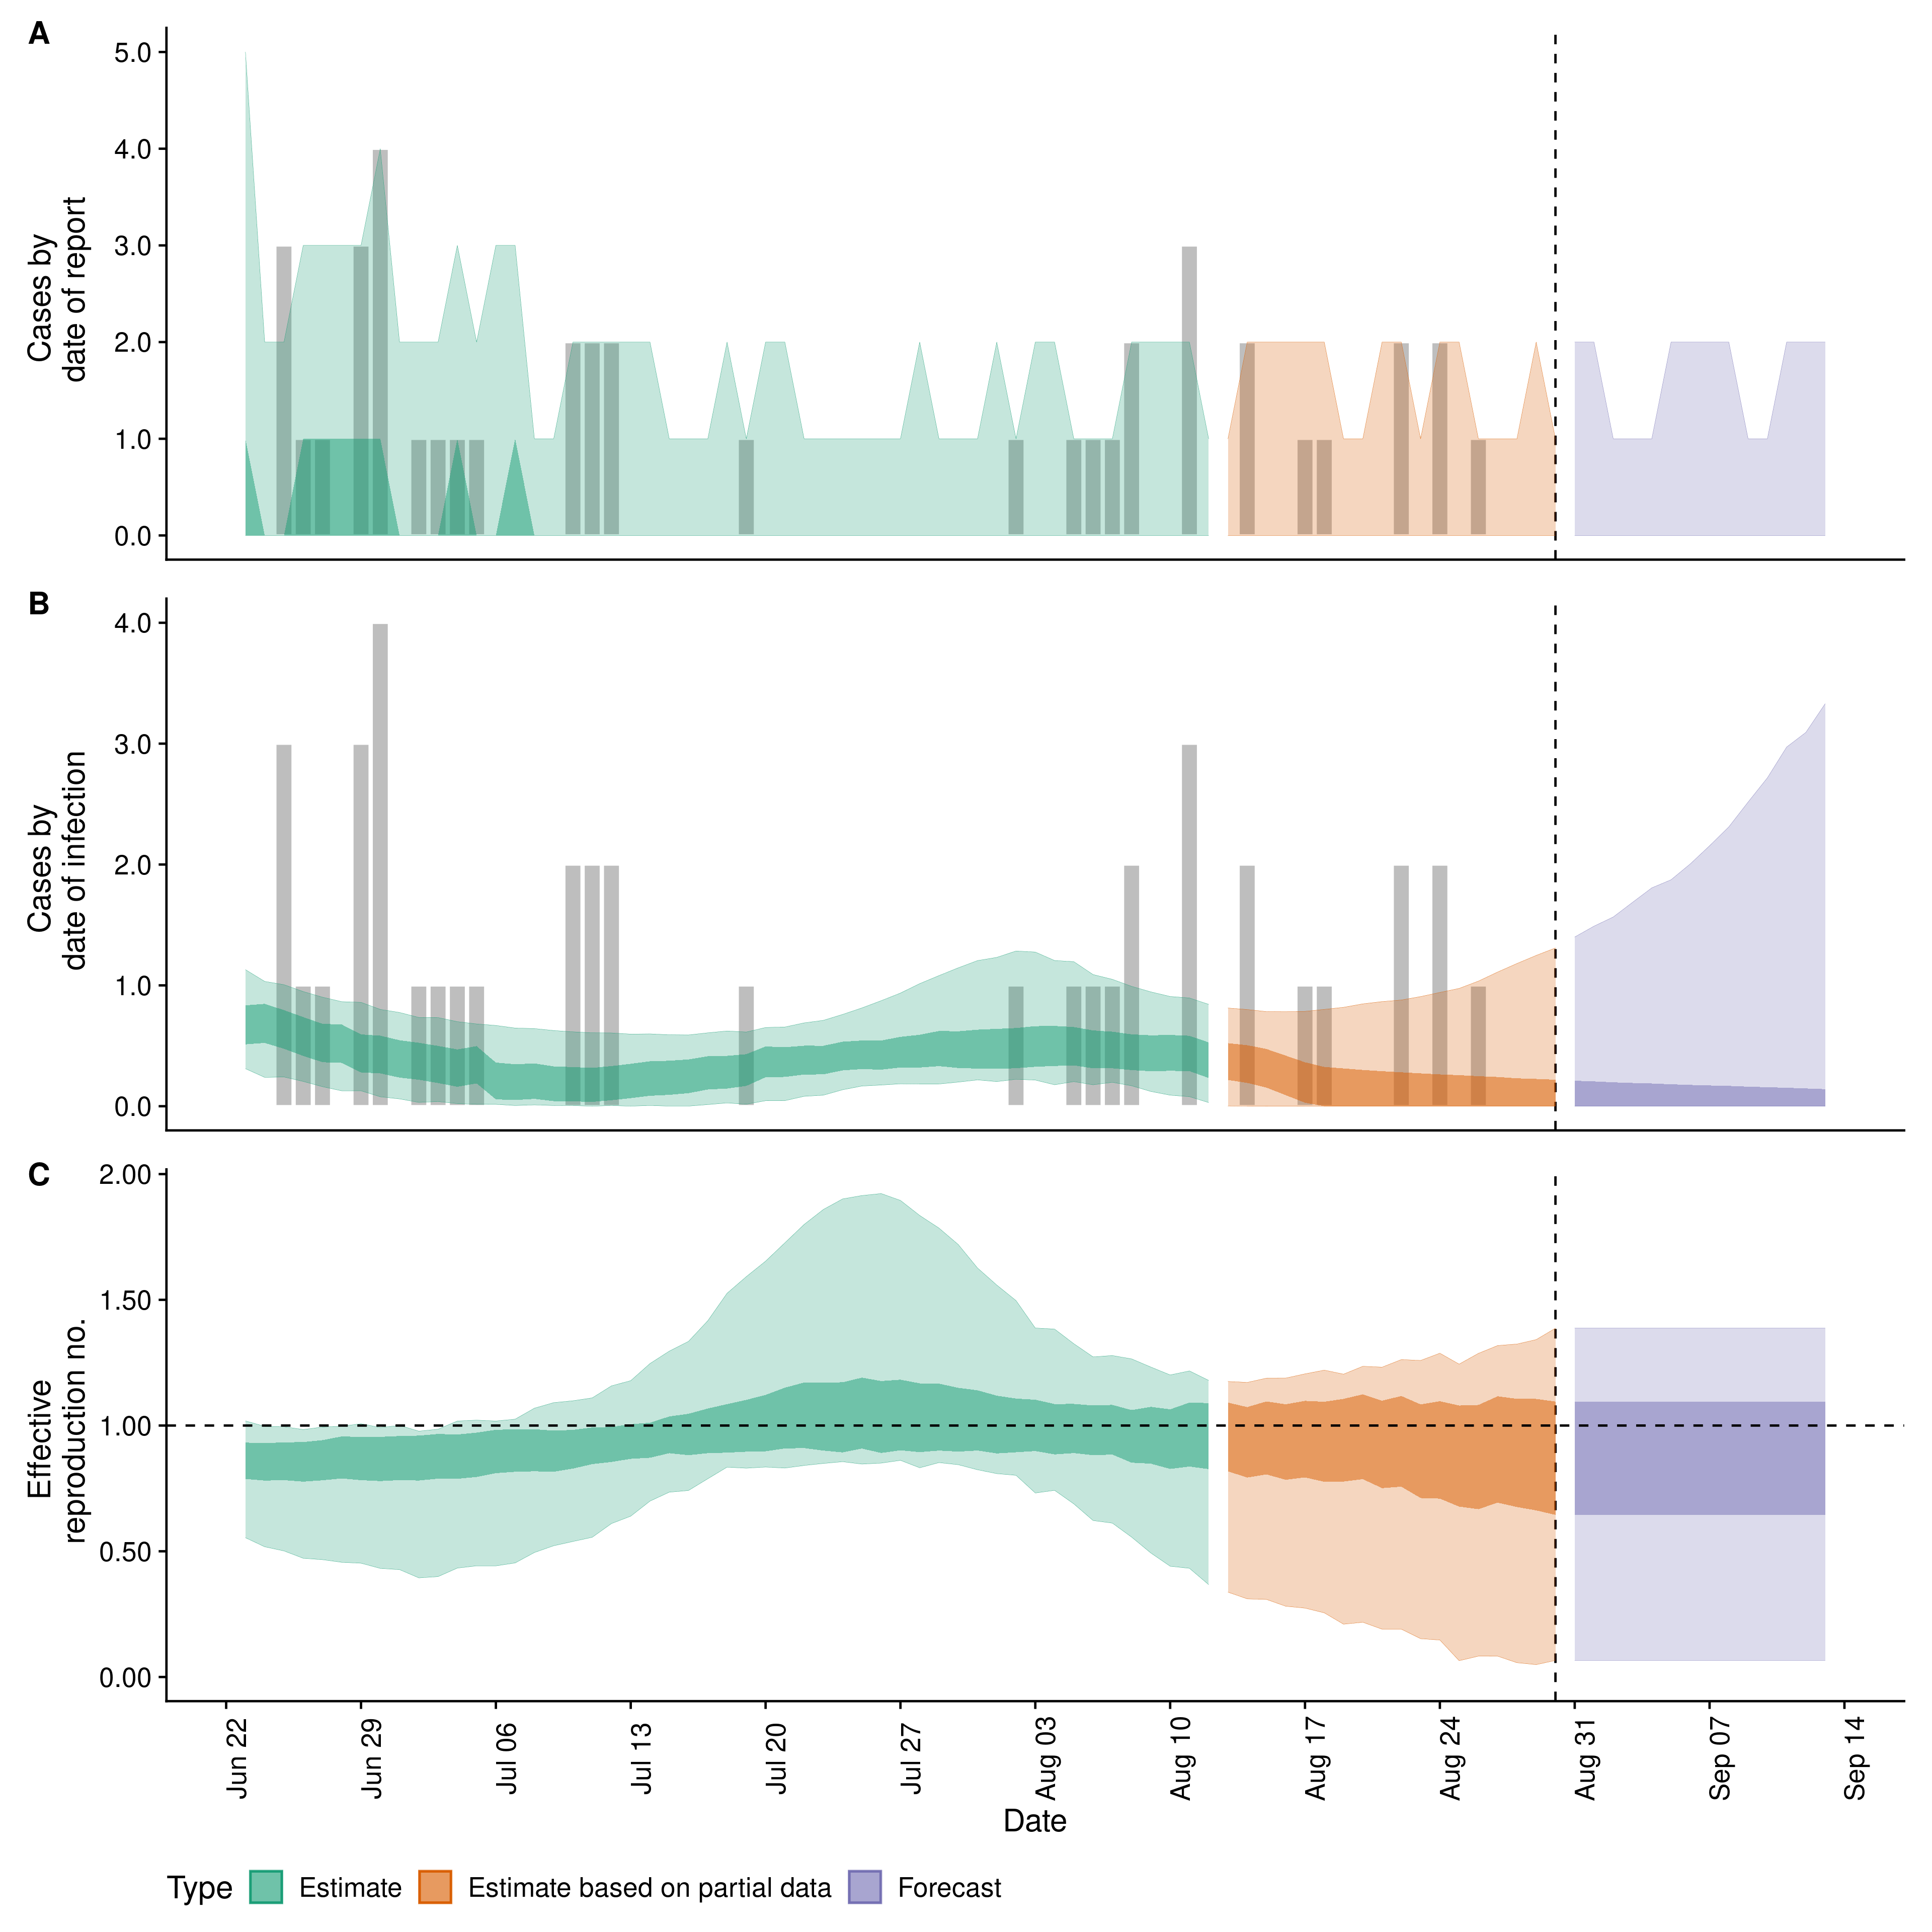 A
5.0
4.0
3.0
2.0
1.0
0.0
Cases by
date of report
B
4.0
3.0
2.0
1.0
0.0
Cases by
date of infection
C
2.00
1.50
1.00
0.50
0.00
Effective
reproduction no.
Jun 22
Jun 29
Jul 06
Jul 13
Jul 20
Jul 27
Aug 03
Aug 10
Aug 17
Aug 24
Aug 31
Sep 07
Sep 14
Date
Type
Estimate
Estimate based on partial data
Forecast